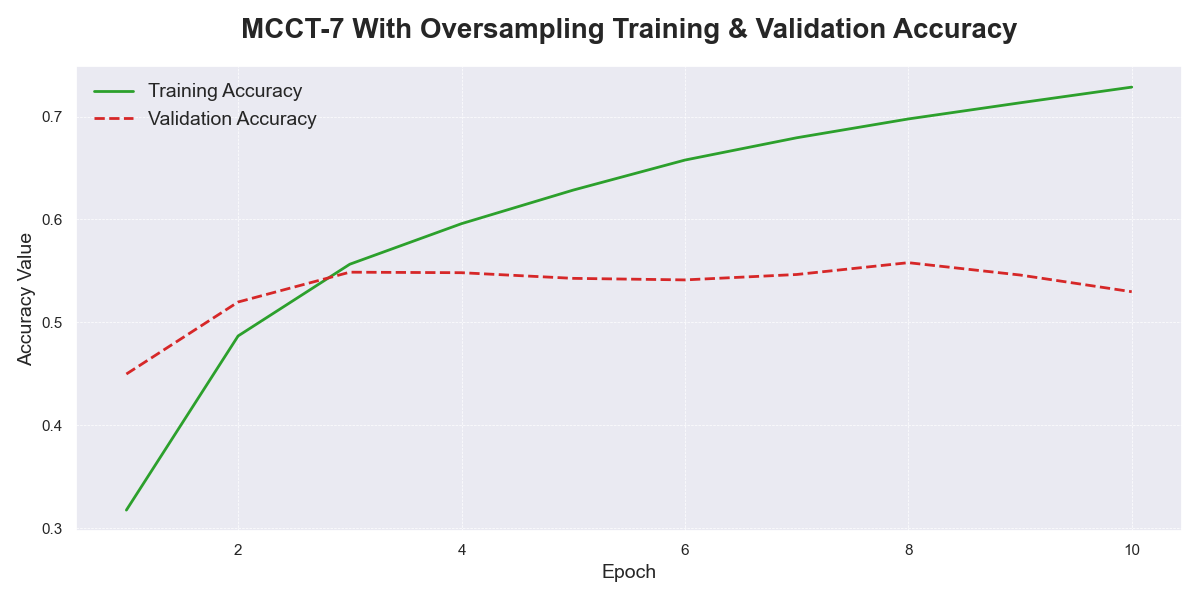 MCCT-7 With Oversampling Training & Validation Accuracy
Training Accuracy
Validation Accuracy
Accuracy Value
0.7
0.6
0.5
0.4
0.3
2 4 6 8 10
Epoch